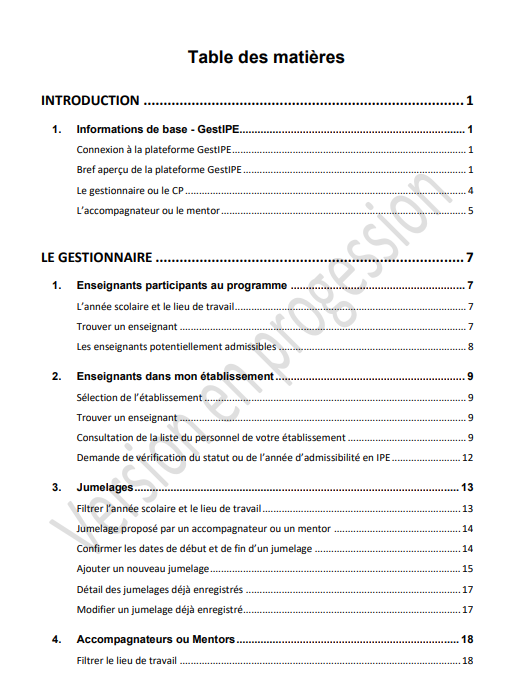 Table des matières
INTRODUCTION ................................................................................ 1
1. Informations de base - GestIPE........................................................................... 1
Connexion à la plateforme GestIPE............................................................................. 1
Bref aperçu de la plateforme GestIPE.......................................................................... 1
Le gestionnaire ou le CP ............................................................................................. 4
L'accompagnateur ou le mentor................................................................................. 5
LE GESTIONNAIRE ............................................................................. 7
1. Enseignants participants au programme ............................. 7
L'année scolaire et le lieu de travail............................................................................ 7
Trouver un enseignant ............................................................................................... 7
Les enseignants potentiellement admissibles ............................................................. 8
2. Enseignants dans mon établissement............................................................... 9
Sélection de l'établissement ....................................................................................... 9
Trouver un enseignant................................................................................................ 9
Consultation de la liste du personnel de votre établissement ...................................... 9
Demande de vérification du statut ou de l'année d'admissibilité en IPE....................... 12
3. Jumelages............................................................................................................ 13
Filtrer l'année scolaire et le lieu de travail.................................................................. 13
Jumelage proposé par un accompagnateur ou un mentor .......................................... 14
Confirmer les dates de début et de fin d'un jumelage ................................................ 14
Ajouter un nouveau jumelage.................................................................................... 15
Détail des jumelages déjà enregistrés ........................................................................ 17
Modifier un jumelage déjà enregistré......................................................................... 17
4. Accompagnateurs ou Mentors.......................................................................... 18
Filtrer le lieu de travail ............................................................................................... 18
Version en progession